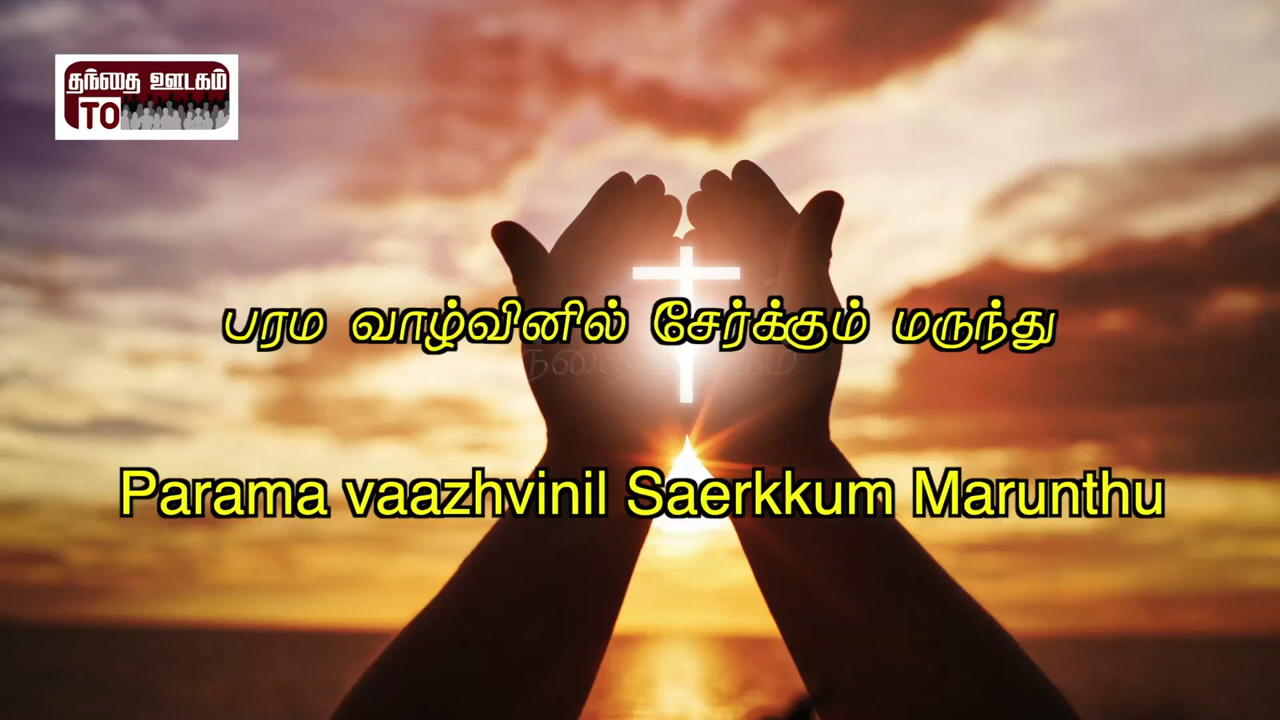 தந்தை ஊடகம்
TO
பரம வாழ்வினில் சேர்க்கும் மருந்து
Parama vaazhvinil Saerkkum Marunthu